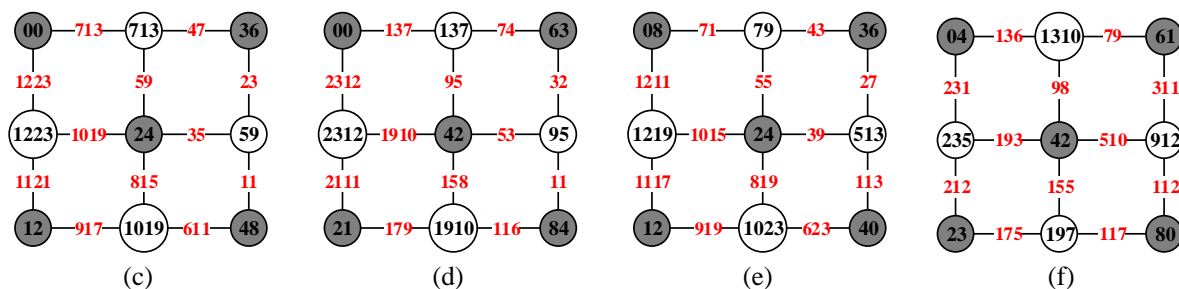 00 713 713 47 36 00 137 137 74 63 08 71 79 43 36 04 136 1310 79 61
1223 59 23 2312 95 32 1211 55 27 231 98 311
1223 1019 24 35 59 2312 1910 42 53 95 1219 1015 24 39 513 235 193 42 510 912
1121 815 11 2111 158 11 1117 819 113 212 155 112
12 917 1019 611 48 21 179 1910 116 84 12 919 1023 623 40 23 175 197 117 80
(c) (d) (e) (f)